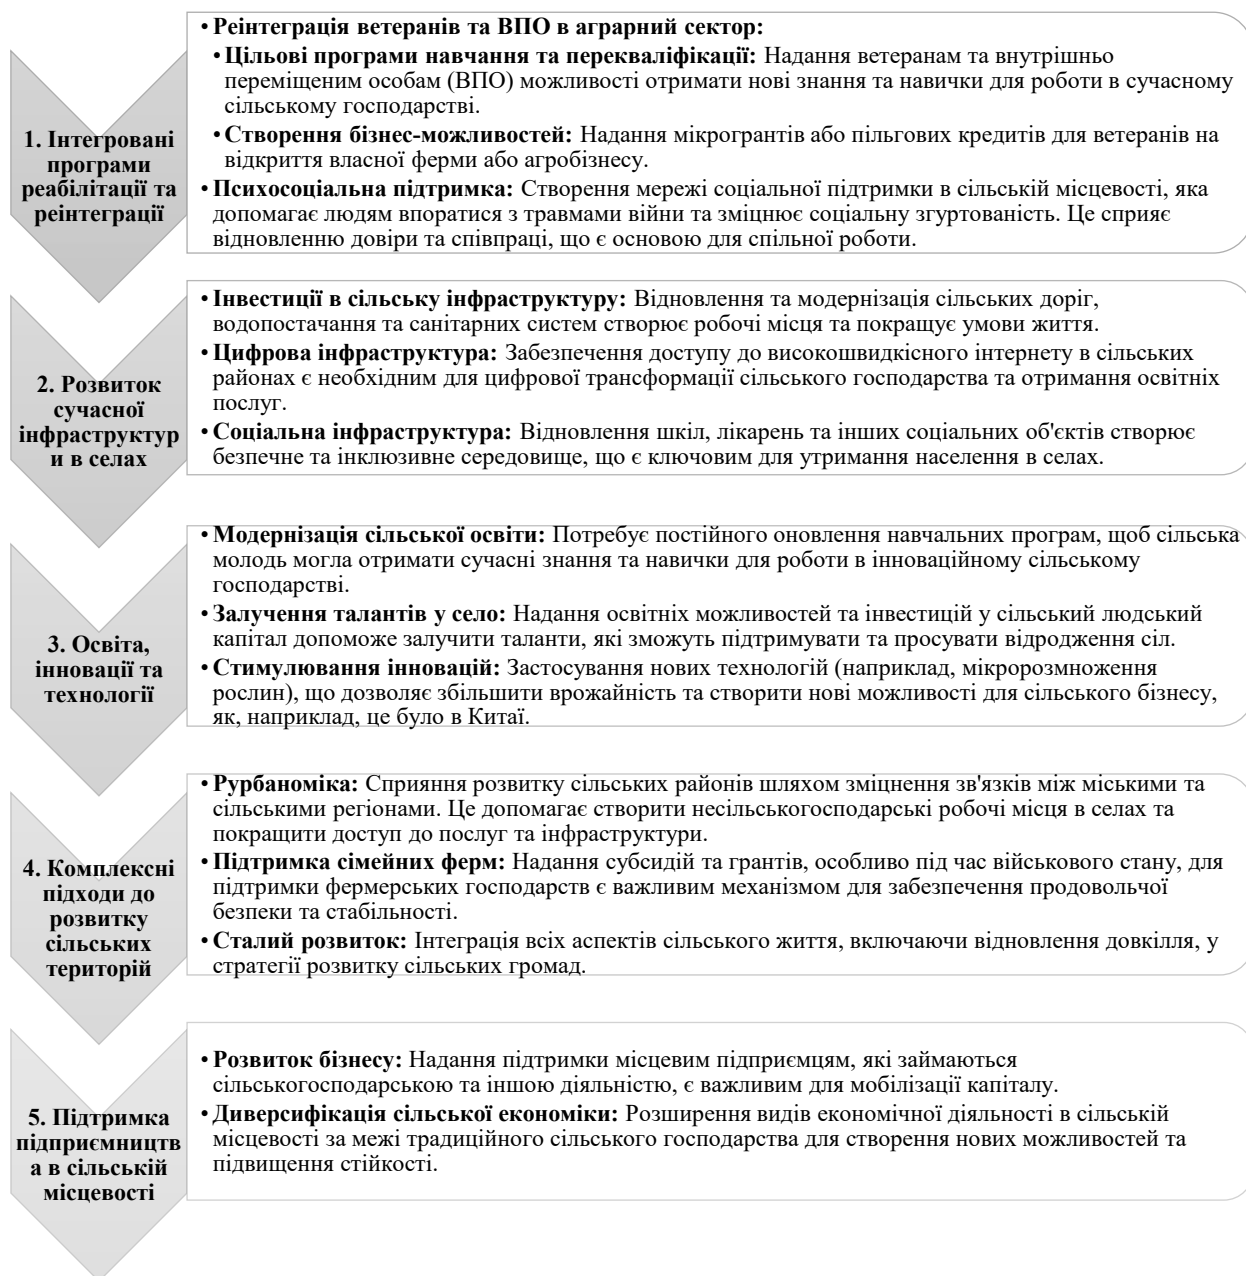 1. Інтегровані
програми
реабілітації та
реінтеграції
• Реінтеграція ветеранів та ВПО в аграрний сектор:
• Цільові програми навчання та перекваліфікації: Надання ветеранам та внутрішньо
переміщеним особам (ВПО) можливості отримати нові знання та навички для роботи в сучасному
сільському господарстві.
• Створення бізнес-можливостей: Надання мікрогрантів або пільгових кредитів для ветеранів на
відкриття власної ферми або агробізнесу.
• Психосоціальна підтримка: Створення мережі соціальної підтримки в сільській місцевості, яка
допомагає людям впоратися з травмами війни та зміцнює соціальну згуртованість. Це сприяє
відновленню довіри та співпраці, що є основою для спільної роботи.
2. Розвиток
сучасної
інфраструктур
и в селах
• Інвестиції в сільську інфраструктуру: Відновлення та модернізація сільських доріг,
водопостачання та санітарних систем створює робочі місця та покращує умови життя.
• Цифрова інфраструктура: Забезпечення доступу до високошвидкісного інтернету в сільських
районах є необхідним для цифрової трансформації сільського господарства та отримання освітніх
послуг.
• Соціальна інфраструктура: Відновлення шкіл, лікарень та інших соціальних об'єктів створює
безпечне та інклюзивне середовище, що є ключовим для утримання населення в селах.
3. Освіта,
інновації та
технології
• Модернізація сільської освіти: Потребує постійного оновлення навчальних програм, щоб сільська
молодь могла отримати сучасні знання та навички для роботи в інноваційному сільському
господарстві.
• Залучення талантів у село: Надання освітніх можливостей та інвестицій у сільський людський
капітал допоможе залучити таланти, які зможуть підтримувати та просувати відродження сіл.
• Стимулювання інновацій: Застосування нових технологій (наприклад, мікророзмноження
рослин), що дозволяє збільшити врожайність та створити нові можливості для сільського бізнесу,
як, наприклад, це було в Китаї.
4. Комплексні
підходи до
розвитку
сільських
територій
• Рурбаноміка: Сприяння розвитку сільських районів шляхом зміцнення зв'язків між міськими та
сільськими регіонами. Це допомагає створити несільськогосподарські робочі місця в селах та
покращити доступ до послуг та інфраструктури.
• Підтримка сімейних ферм: Надання субсидій та грантів, особливо під час військового стану, для
підтримки фермерських господарств є важливим механізмом для забезпечення продовольчої
безпеки та стабільності.
• Сталий розвиток: Інтеграція всіх аспектів сільського життя, включаючи відновлення довкілля, у
стратегії розвитку сільських громад.
5. Підтримка
підприємництв
а в сільській
місцевості
• Розвиток бізнесу: Надання підтримки місцевим підприємцям, які займаються
сільськогосподарською та іншою діяльністю, є важливим для мобілізації капіталу.
• Диверсифікація сільської економіки: Розширення видів економічної діяльності в сільській
місцевості за межі традиційного сільського господарства для створення нових можливостей та
підвищення стійкості.